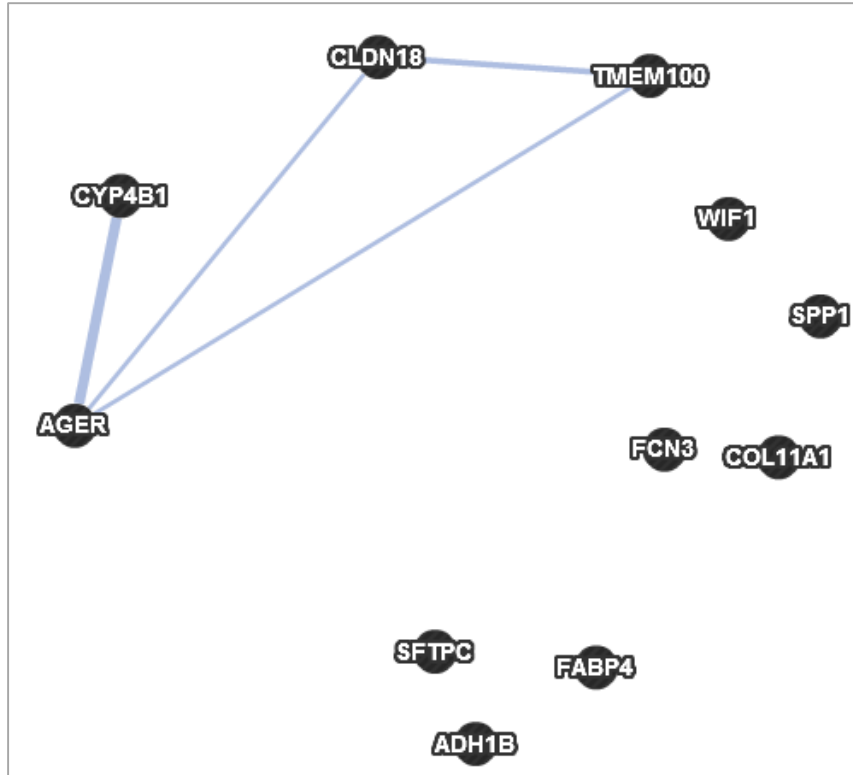 CLDN18
TMEM100
CYP4B1
WIF1
SPP1
AGER
FCN3
COL11A1
SFTPC
FABP4
ADH1B